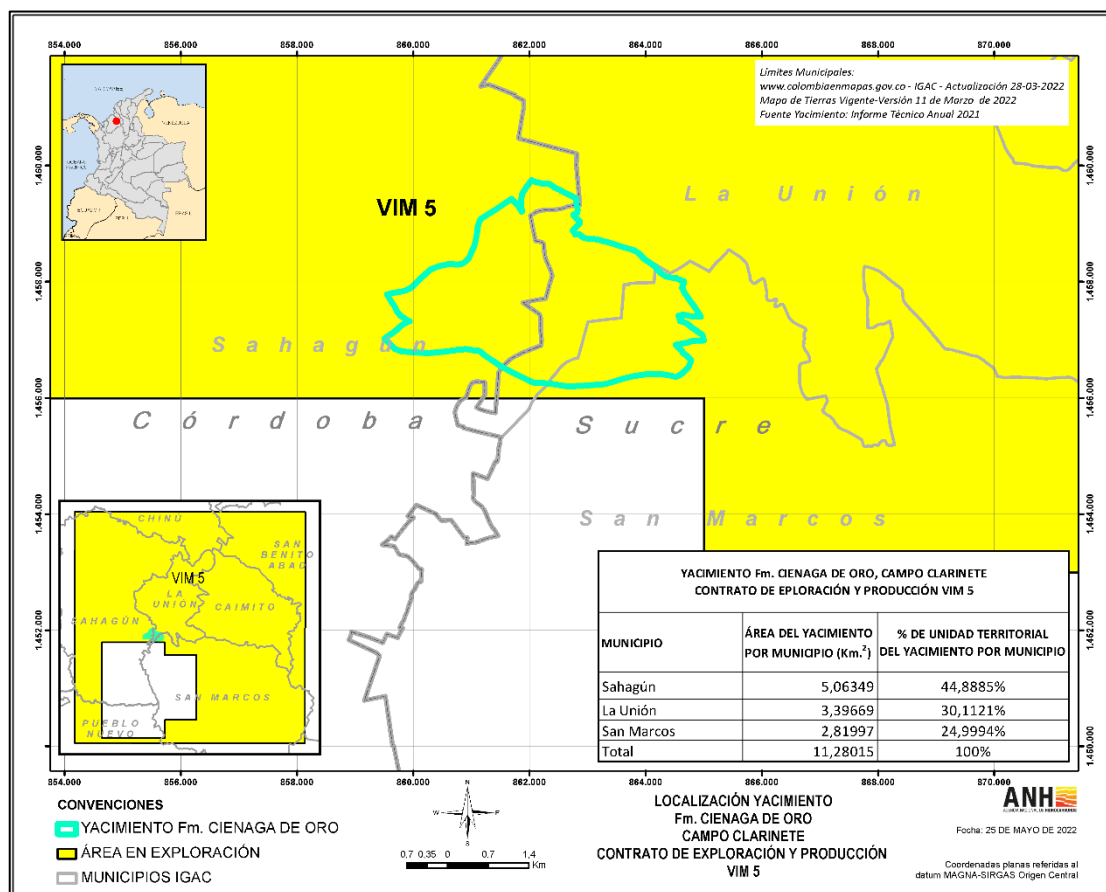 854.000 856.000 858.000 860.000 862.000 864.000 866.000 868.000 870.000
Límites Municipales:
www.colombiaenmapas.gov.co - IGAC - Actualización 28-03-2022
Mapa de Tierras Vigente-Versión 11 de Marzo de 2022
Fuente Yacimiento: Informe Técnico Anual 2021
VENEZUELA
BRASIL
1.460.000 1.460.000
La Unión
VIM 5
1.458.000 1.458.000
Sahagún
1.456.000 1.456.000
Córdoba Sucre
1.454.000 1.454.000
San Marcos
CHINÚ
SAN
BENITO
ABAD
VIM 5
LA
UNIÓN
CAIMITO
SAHAGÚN
SAN MARCOS
PUEBLO
NUEVO
1.452.000 1.452.000
YACIMIENTO Fm. CIENAGA DE ORO, CAMPO CLARINETE
CONTRATO DE EPLORACIÓN Y PRODUCCIÓN VIM 5
MUNICIPIO ÁREA DEL YACIMIENTO POR MUNICIPIO (Km.²) % DE UNIDAD TERRITORIAL DEL YACIMIENTO POR MUNICIPIO
Sahagún 5,06349 44,8885%
La Unión 3,39669 30,1121%
San Marcos 2,81997 24,9994%
Total 11,28015 100%
1.450.000 1.450.000
854.000 856.000 858.000 860.000 862.000 864.000 866.000 868.000 870.000
CONVENCIONES
YACIMIENTO Fm. CIENAGA DE ORO
ÁREA EN EXPLORACIÓN
MUNICIPIOS IGAC
N
W E
S
0,7 0,35 0 0,7 1,4
Km
LOCALIZACIÓN YACIMIENTO
Fm. CIENAGA DE ORO
CAMPO CLARINETE
CONTRATO DE EXPLORACIÓN Y PRODUCCIÓN
VIM 5
ANH
Fecha: 25 DE MAYO DE 2022
Coordenadas planas referidas al
datum MAGNA-SIRGAS Origen Central